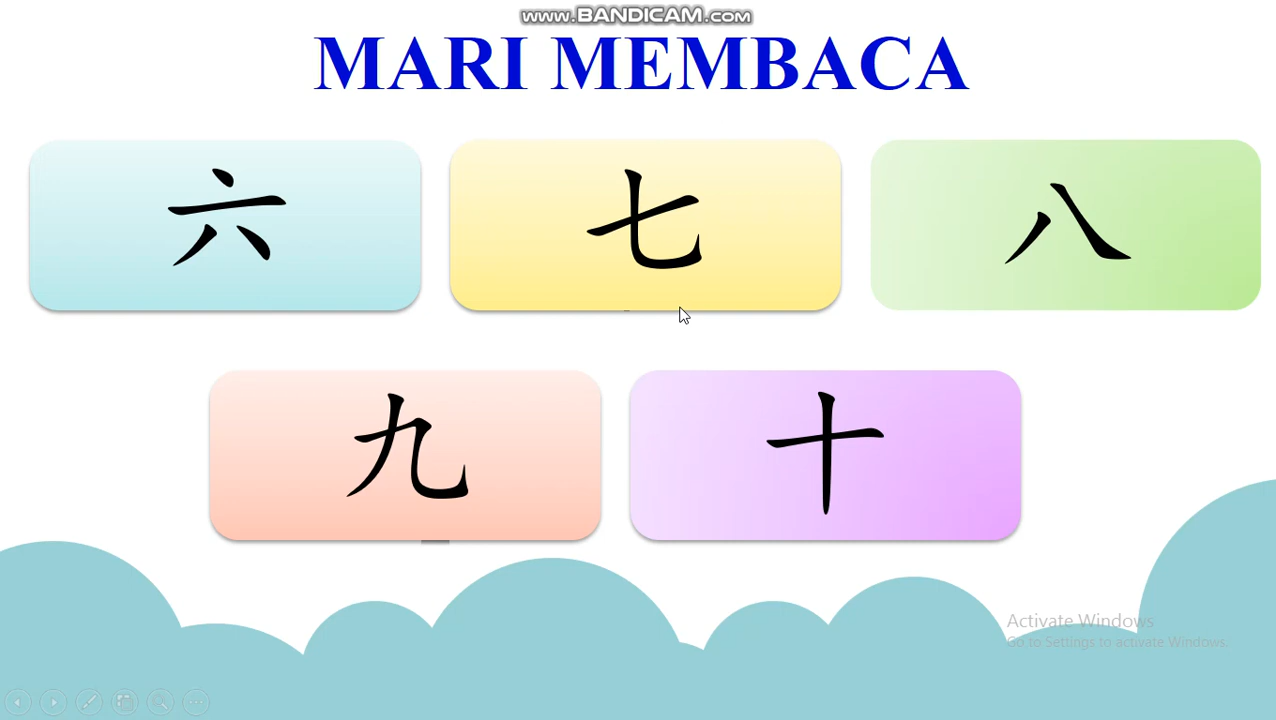 www.BANDICAM.com
MARI MEMBACA
六 七 八
九 十
Activate Windows
Go to Settings to activate Windows.